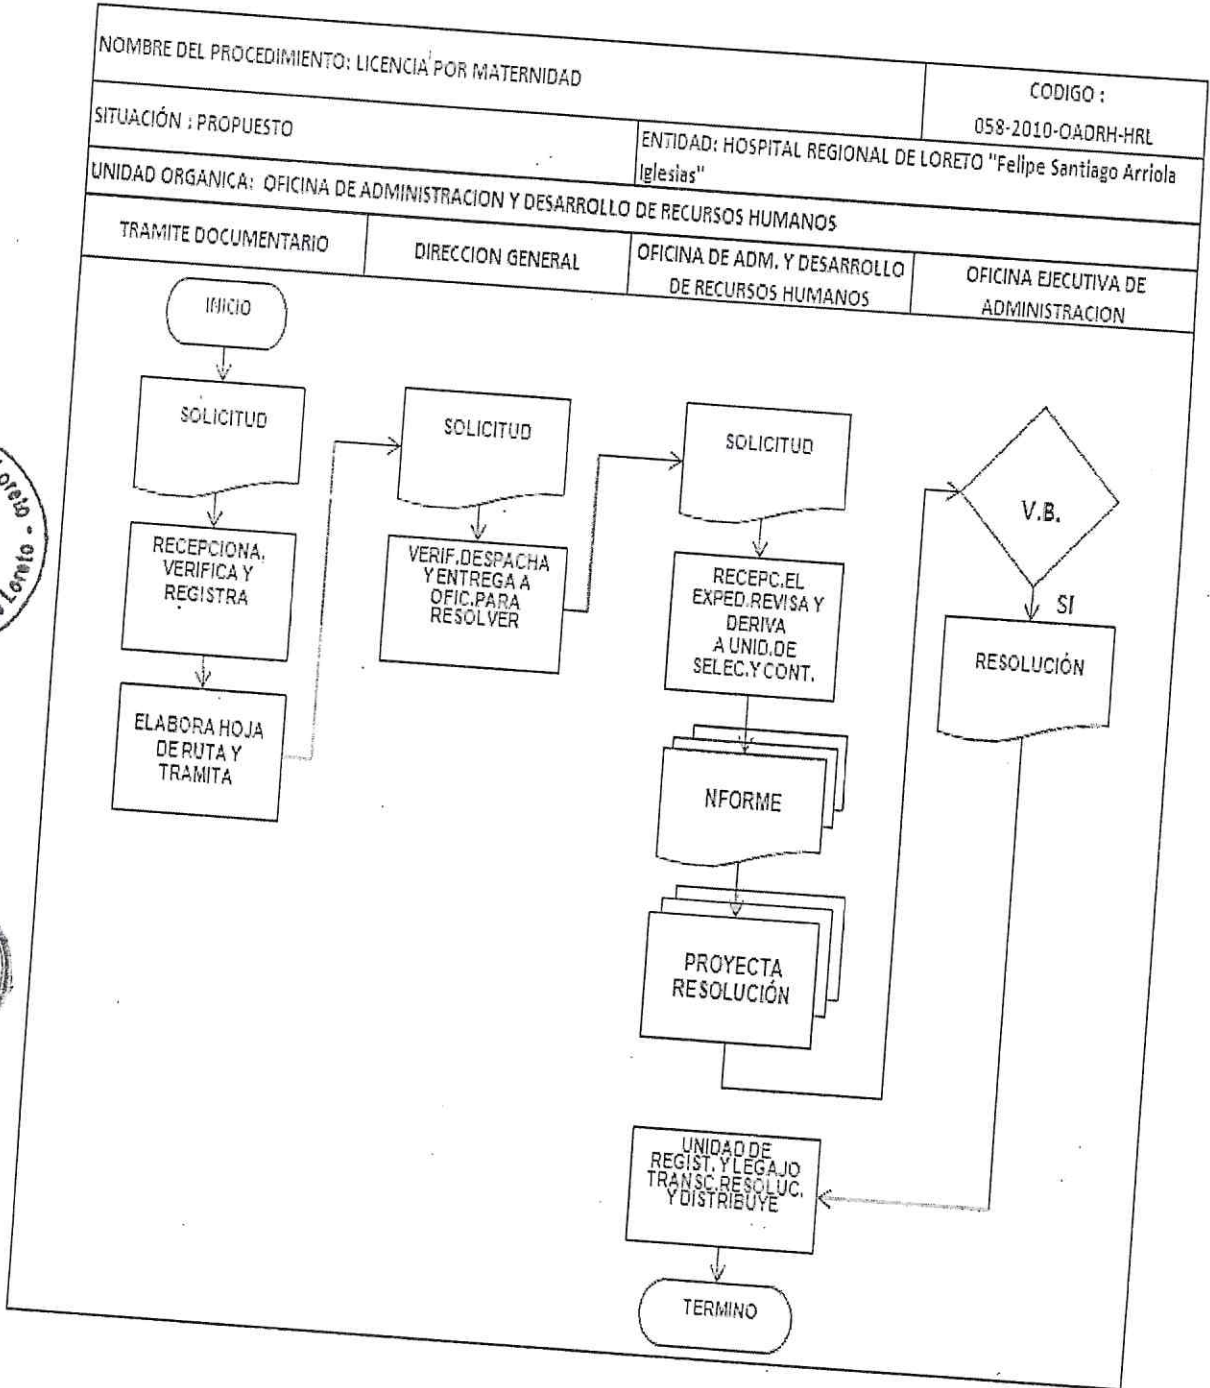 NOMBRE DEL PROCEDIMIENTO: LICENCIA POR MATERNIDAD
CODIGO :
058-2010-OADRH-HRL
SITUACIÓN : PROPUESTO
ENTIDAD: HOSPITAL REGIONAL DE LORETO "Felipe Santiago Arriola
Iglesias"
UNIDAD ORGANICA: OFICINA DE ADMINISTRACION Y DESARROLLO DE RECURSOS HUMANOS
TRAMITE DOCUMENTARIO
DIRECCION GENERAL
OFICINA DE ADM. Y DESARROLLO
DE RECURSOS HUMANOS
OFICINA EJECUTIVA DE
ADMINISTRACION
INICIO
SOLICITUD
RECEPCIONA,
VERIFICA Y
REGISTRA
ELABORA HOJA
DE RUTA Y
TRAMITA
SOLICITUD
VERIF.DESPACHA
Y ENTREGA A
OFIC.PARA
RESOLVER
SOLICITUD
RECEPC.EL
EXPED.REVISA Y
DERIVA
A UNID.DE
SELEC.Y CONT.
NFORME
PROYECTA
RESOLUCIÓN
V.B.
SI
RESOLUCIÓN
UNIDAD DE
REGIST. Y LEGAJO
TRANSC.RESOLUC.
Y DISTRIBUYE
TERMINO
Loreto -
Loreto